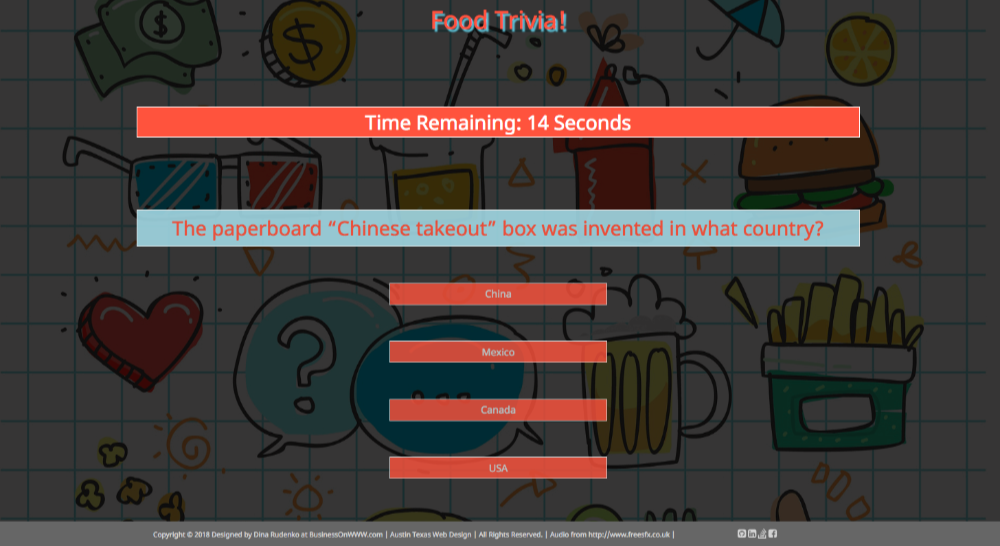 Food Trivia!
Time Remaining: 14 Seconds
The paperboard “Chinese takeout” box was invented in what country?
China
Mexico
Canada
USA
Copyright © 2018 Designed by Dina Rudenko at BusinessOnWWW.com | Austin Texas Web Design | All Rights Reserved. | Audio from http://www.freesfx.co.uk |